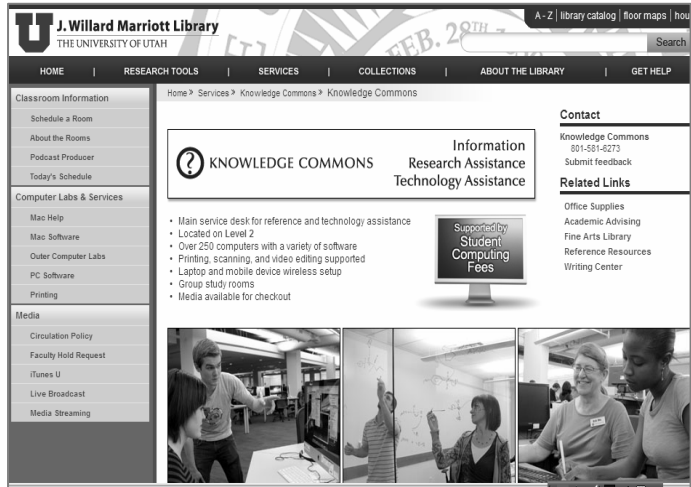 A - Z | library catalog | floor maps | hou
J. Willard Marriott Library
THE UNIVERSITY OF UTAH
FEB. 28TH
Search
HOME | RESEARCH TOOLS | SERVICES | COLLECTIONS | ABOUT THE LIBRARY | GET HELP
Home > Services > Knowledge Commons > Knowledge Commons
Classroom Information
Schedule a Room
About the Rooms
Podcast Producer
Today's Schedule
Computer Labs & Services
Mac Help
Mac Software
Outer Computer Labs
PC Software
Printing
Media
Circulation Policy
Faculty Hold Request
iTunes U
Live Broadcast
Media Streaming
? KNOWLEDGE COMMONS
Information
Research Assistance
Technology Assistance
• Main service desk for reference and technology assistance
• Located on Level 2
• Over 250 computers with a variety of software
• Printing, scanning, and video editing supported
• Laptop and mobile device wireless setup
• Group study rooms
• Media available for checkout
Supported by
Student
Computing
Fees
Contact
Knowledge Commons
801-581-6273
Submit feedback
Related Links
Office Supplies
Academic Advising
Fine Arts Library
Reference Resources
Writing Center